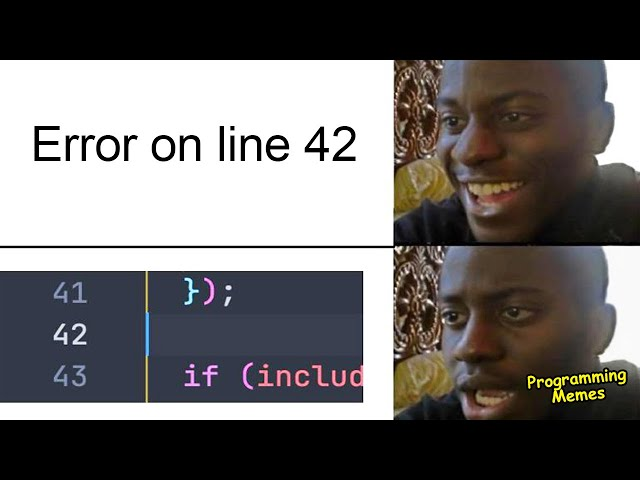 Error on line 42
41 });
42
43 if (includ
Programming
Memes